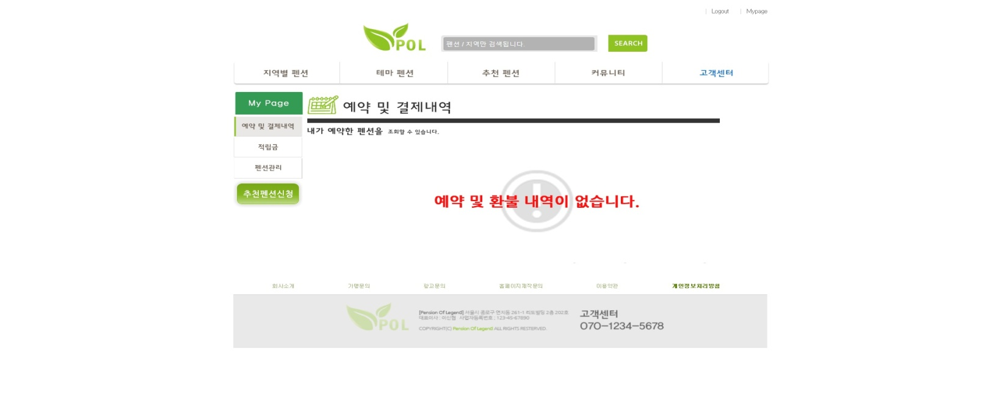 Logout
Mypage
POL
펜션 / 지역만 검색됩니다.
SEARCH
지역별 펜션
테마 펜션
추천 펜션
커뮤니티
고객센터
My Page
예약 및 결제내역
적립금
펜션관리
추천펜션신청
예약 및 결제내역
내가 예약한 펜션을 조회할 수 있습니다.
예약 및 환불 내역이 없습니다.
회사소개
가맹문의
광고문의
홈페이지제작문의
이용약관
개인정보처리방침
POL
[Pension Of Legend] 서울시 종로구 연지동 261-1 리도빌딩 2층 202호
대표이사 : 이신협 사업자등록번호 : 123-45-67890
COPYRIGHT(C) Pension Of Legend ALL RIGHTS RESTERVED.
고객센터
070-1234-5678